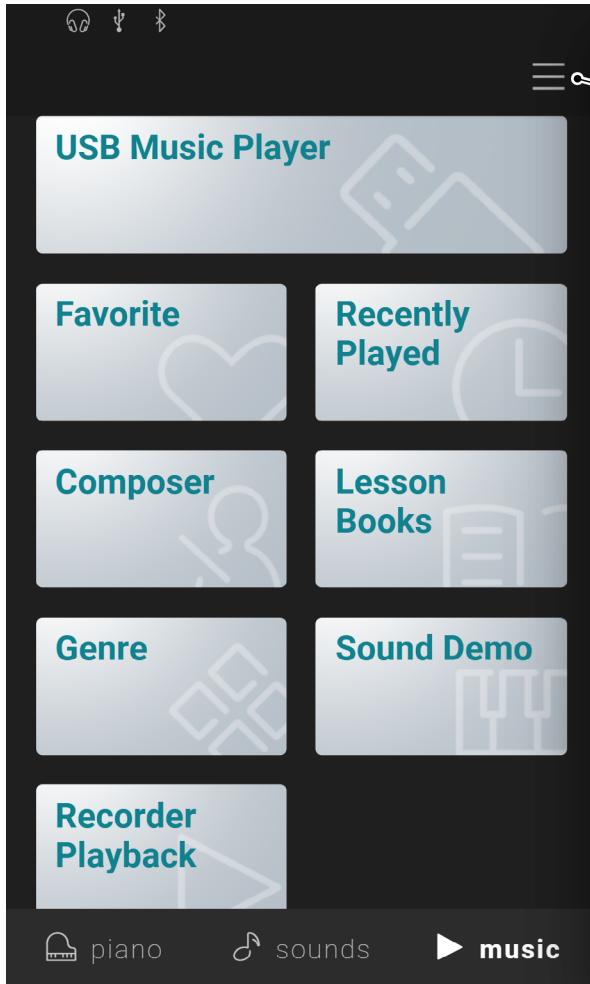 USB Music Player
Favorite
Recently
Played
Composer
Lesson
Books
Genre
Sound Demo
Recorder
Playback
piano
sounds
music